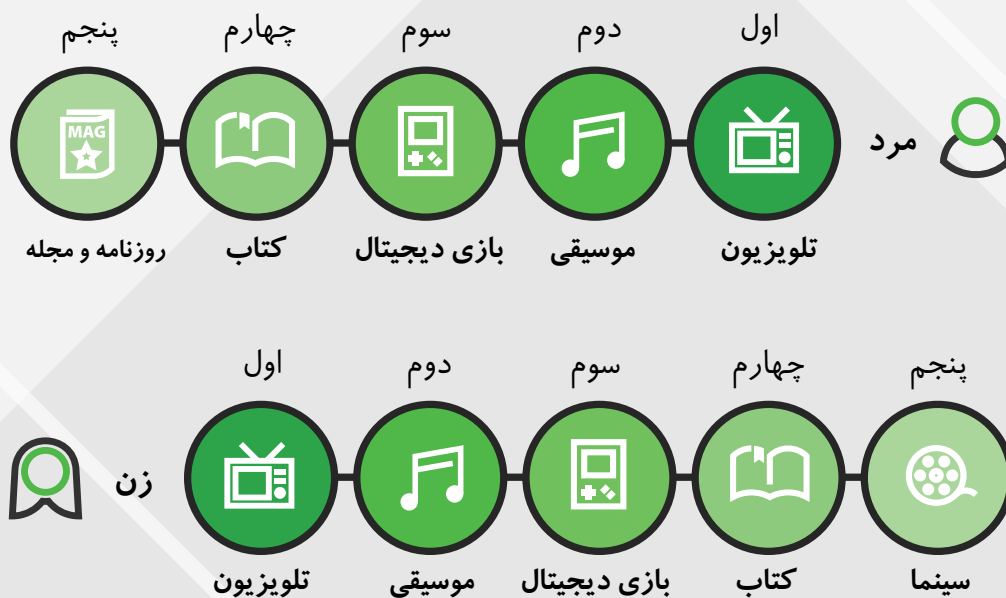 اول دوم سوم چهارم پنجم
مرد
MAG
تلویزیون موسیقی بازی دیجیتال کتاب روزنامه و مجله
پنجم چهارم سوم دوم اول
زن
سینما کتاب بازی دیجیتال موسیقی تلویزیون